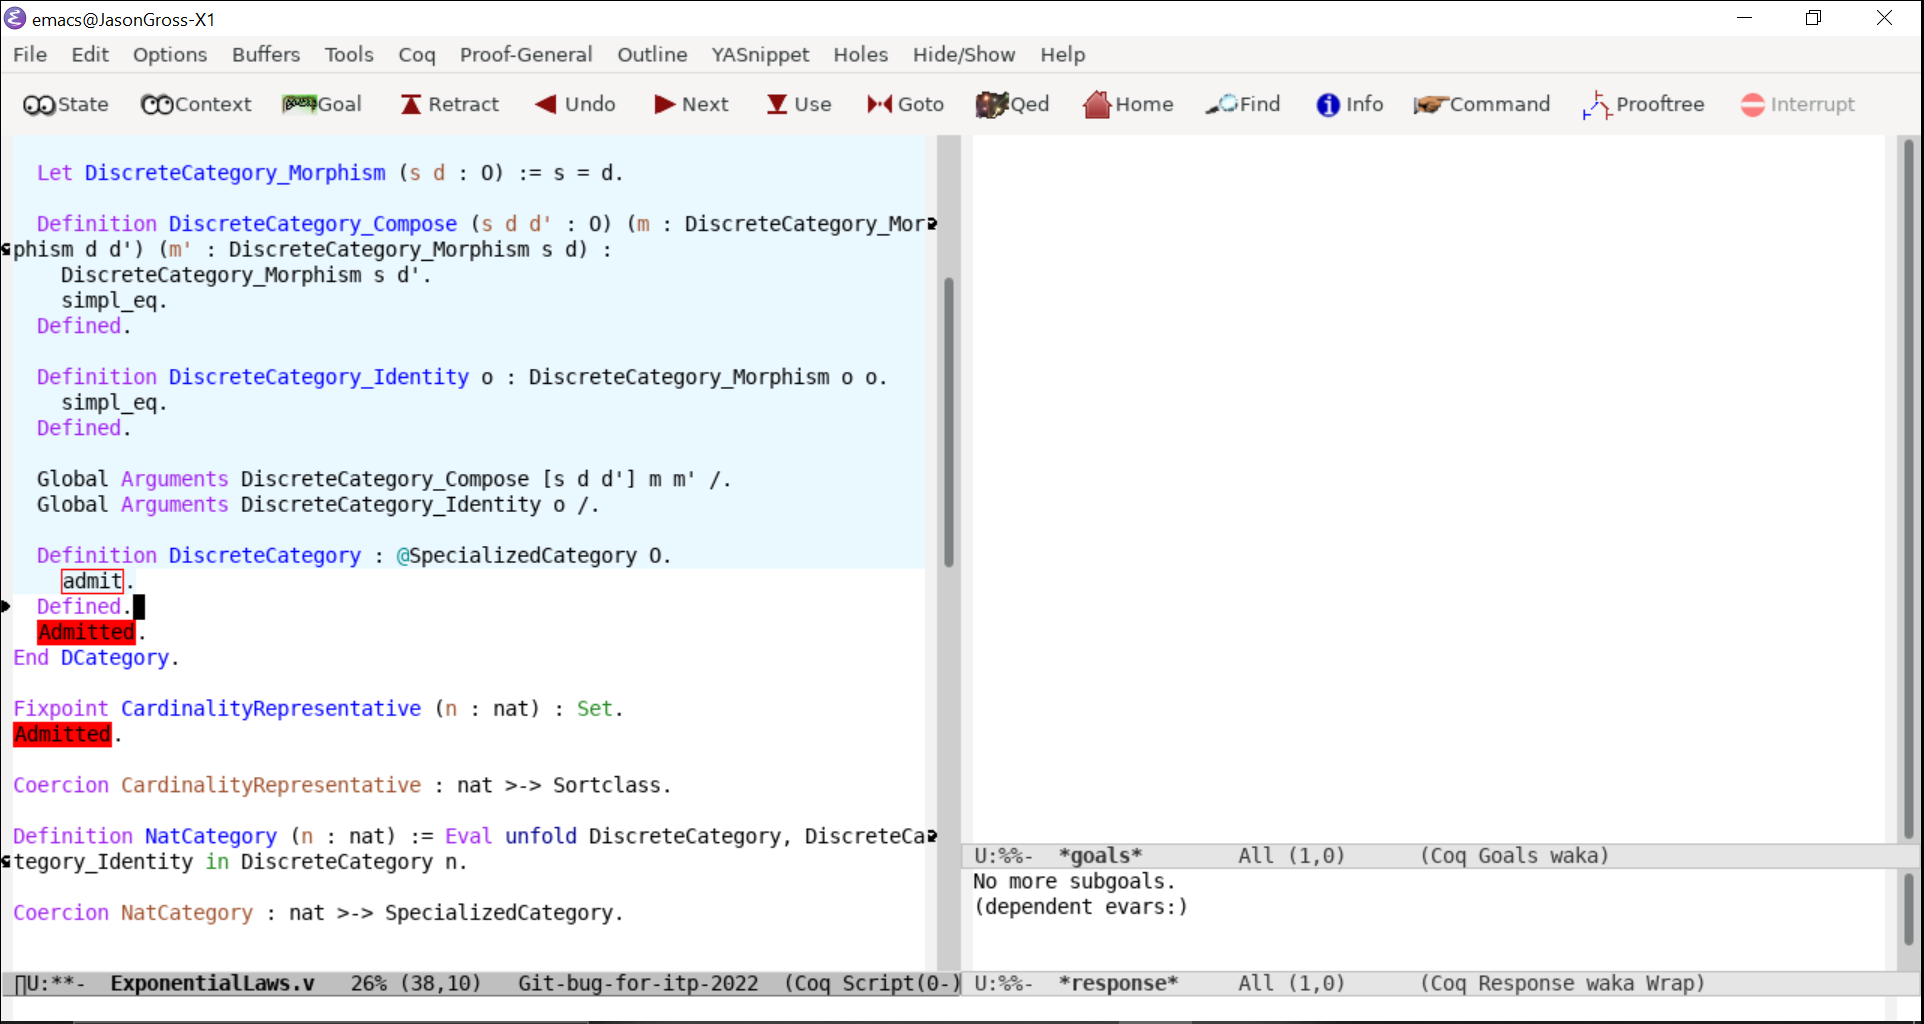 emacs@JasonGross-X1
File Edit Options Buffers Tools Coq Proof-General Outline YASnippet Holes Hide/Show Help
State Context Goal Retract Undo Next Use Goto Qed Home Find Info Command Prooftree Interrupt
Let DiscreteCategory_Morphism (s d : O) := s = d.
Definition DiscreteCategory_Compose (s d d' : O) (m : DiscreteCategory_Mor
phism d d') (m' : DiscreteCategory_Morphism s d) :
DiscreteCategory_Morphism s d'.
simpl_eq.
Defined.
Definition DiscreteCategory_Identity o : DiscreteCategory_Morphism o o.
simpl_eq.
Defined.
Global Arguments DiscreteCategory_Compose [s d d'] m m' /.
Global Arguments DiscreteCategory_Identity o /.
Definition DiscreteCategory : @SpecializedCategory O.
admit.
Defined.
Admitted.
End DCategory.
Fixpoint CardinalityRepresentative (n : nat) : Set.
Admitted.
Coercion CardinalityRepresentative : nat >-> Sortclass.
Definition NatCategory (n : nat) := Eval unfold DiscreteCategory, DiscreteCa
tegory_Identity in DiscreteCategory n.
Coercion NatCategory : nat >-> SpecializedCategory.
U:**- ExponentialLaws.v 26% (38,10) Git-bug-for-itp-2022 (Coq Script(0-)
U:%%- *goals* All (1,0) (Coq Goals waka)
No more subgoals.
(dependent evars:)
U:%%- *response* All (1,0) (Coq Response waka Wrap)